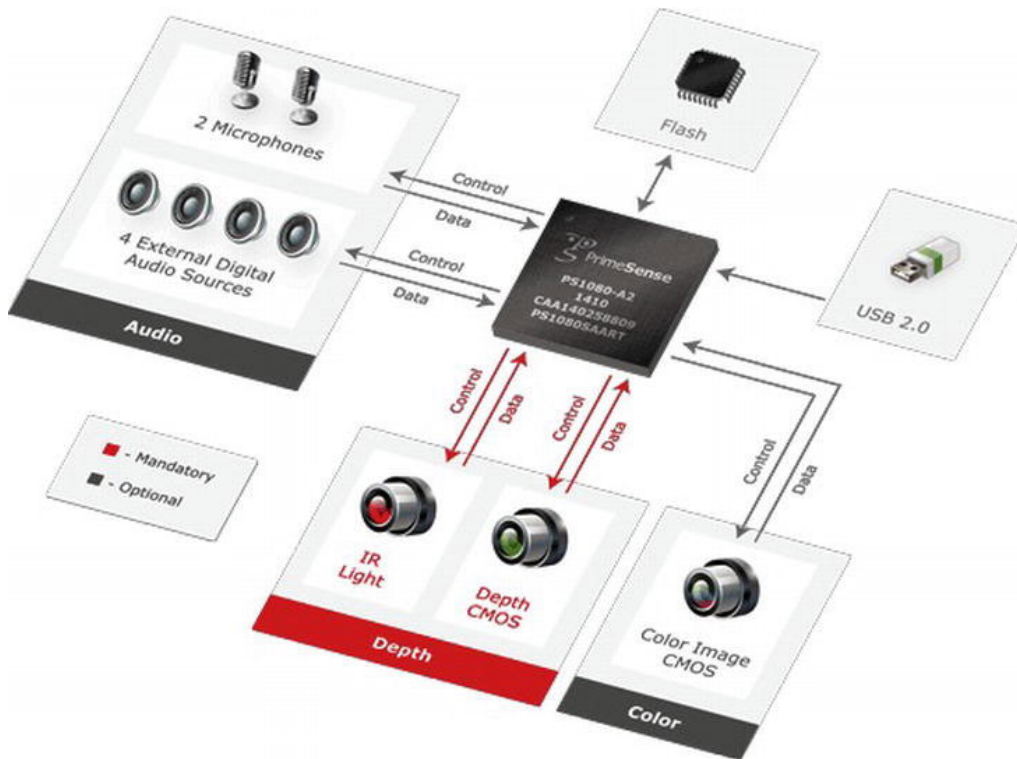 2 Microphones
4 External Digital
Audio Sources
Audio
Flash
USB 2.0
Control
Data
Control
Data
PrimeSense
PS1080-A2
1410
CAA140258809
PS1080SAART
Control
Data
Control
Data
Control
Data
- Mandatory
- Optional
IR
Light
Depth
CMOS
Depth
Color Image
CMOS
Color